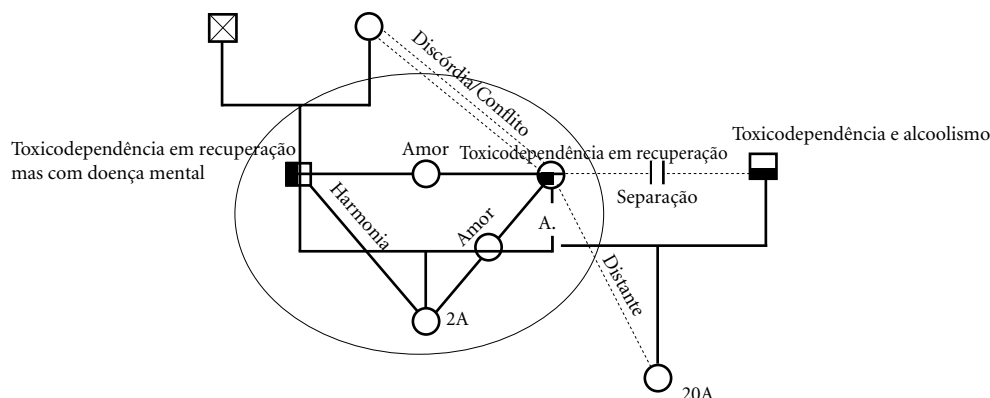 Discórdia/Conflito
Toxicodependência e alcoolismo
Toxicodependência em recuperação
mas com doença mental
Amor
Toxicodependência em recuperação
Separação
Harmonia
Amor
A.
Distante
2A
20A